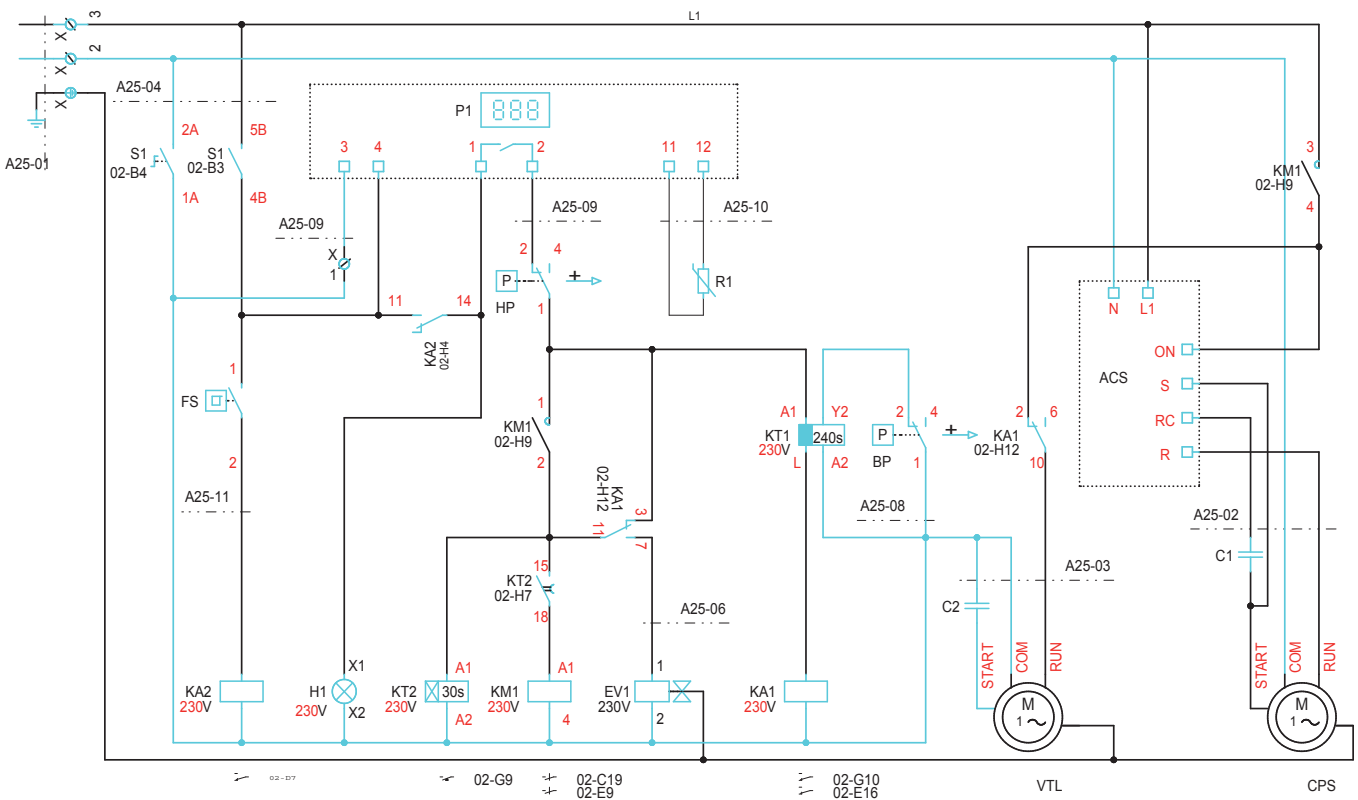 L1
3
X
2
X
X
A25-04
A25-01
P1
888
2A
5B
S1
02-B4
S1
02-B3
1A
4B
3
4
1
2
11
12
3
KM1
02-H9
4
A25-09
A25-09
A25-10
X
1
2
4
P
+
HP
1
R1
11
14
KA2
02-H4
N
L1
ON
S
RC
R
ACS
1
FS
2
1
KM1
02-H9
2
A1
Y2
KT1
230V
240s
L
A2
2
4
P
+
BP
1
2
6
KA1
02-H12
10
KA1
02-H12
11
3
7
A25-11
A25-08
A25-02
C1
15
KT2
02-H7
18
A25-03
C2
A25-06
START
COM
RUN
START
COM
RUN
KA2
230V
X1
H1
230V
X2
A1
KT2
230V
30s
A2
A1
KM1
230V
4
1
EV1
230V
2
KA1
230V
M
1~
M
1~
02-D7
02-G9
02-C19
02-E9
02-G10
02-E16
VTL
CPS